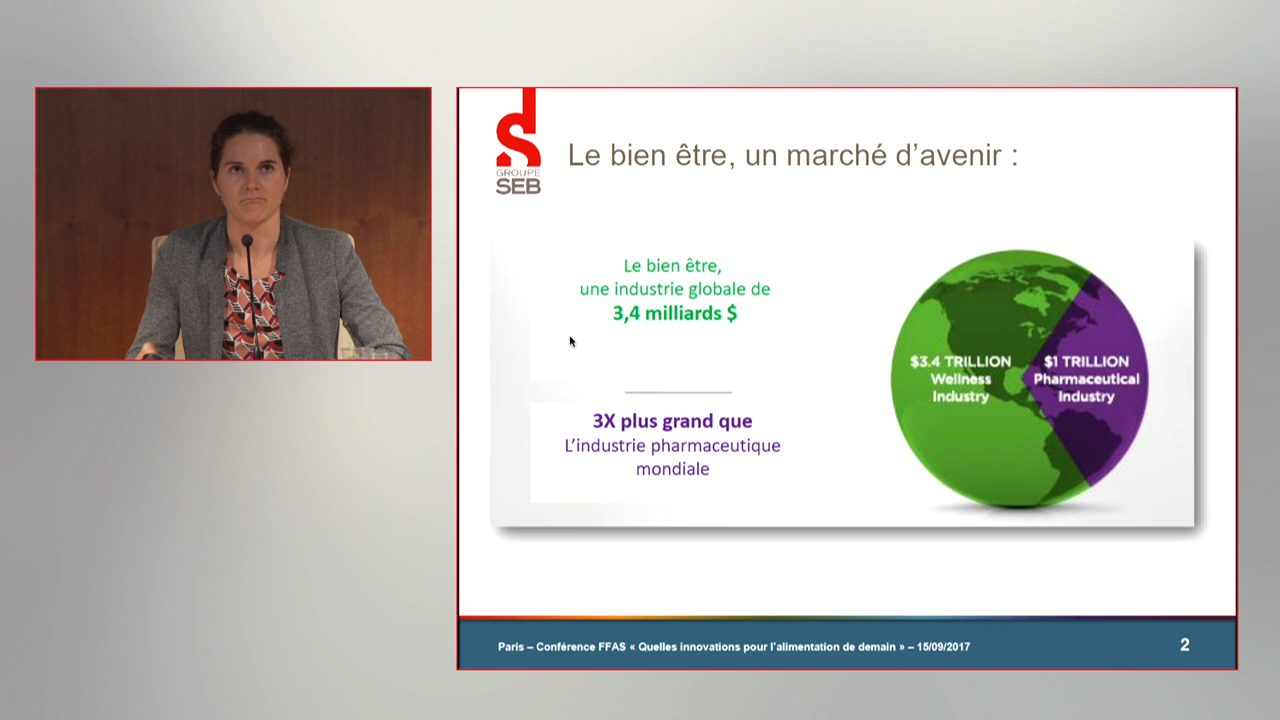 GROUPE
SEB
Le bien être, un marché d’avenir :
Le bien être,
une industrie globale de
3,4 milliards $
3X plus grand que
L’industrie pharmaceutique
mondiale
$3.4 TRILLION
Wellness
Industry
$1 TRILLION
Pharmaceutical
Industry
Paris – Conférence FFAS « Quelles innovations pour l’alimentation de demain » – 15/09/2017
2